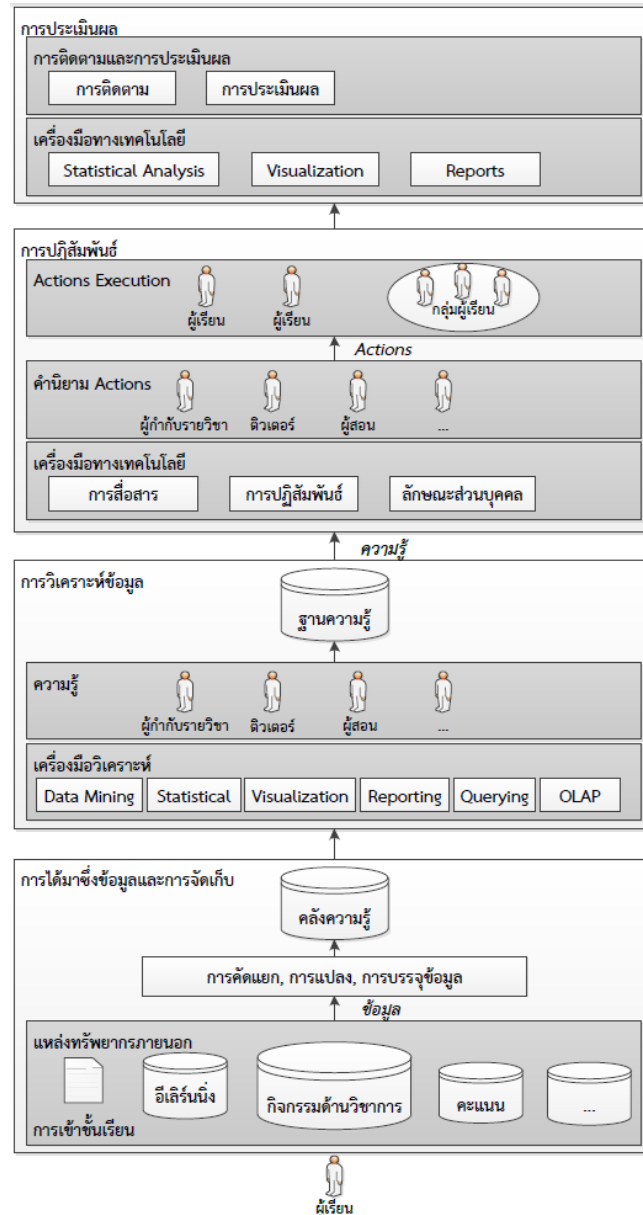 การประเมินผล
การติดตามและการประเมินผล
การติดตาม การประเมินผล
เครื่องมือทางเทคโนโลยี
Statistical Analysis Visualization Reports
การปฏิสัมพันธ์
Actions Execution
ผู้เรียน ผู้เรียน กลุ่มผู้เรียน
Actions
คำนิยาม Actions
ผู้กำกับรายวิชา ติวเตอร์ ผู้สอน ...
เครื่องมือทางเทคโนโลยี
การสื่อสาร การปฏิสัมพันธ์ ลักษณะส่วนบุคคล
ความรู้
การวิเคราะห์ข้อมูล
ฐานความรู้
ความรู้
ผู้กำกับรายวิชา ติวเตอร์ ผู้สอน ...
เครื่องมือวิเคราะห์
Data Mining Statistical Visualization Reporting Querying OLAP
การได้มาซึ่งข้อมูลและการจัดเก็บ
คลังความรู้
การคัดแยก, การแปลง, การบรรจุข้อมูล
ข้อมูล
แหล่งทรัพยากรภายนอก
อีเลิร์นนิ่ง กิจกรรมด้านวิชาการ คะแนน ...
การเข้าชั้นเรียน
ผู้เรียน